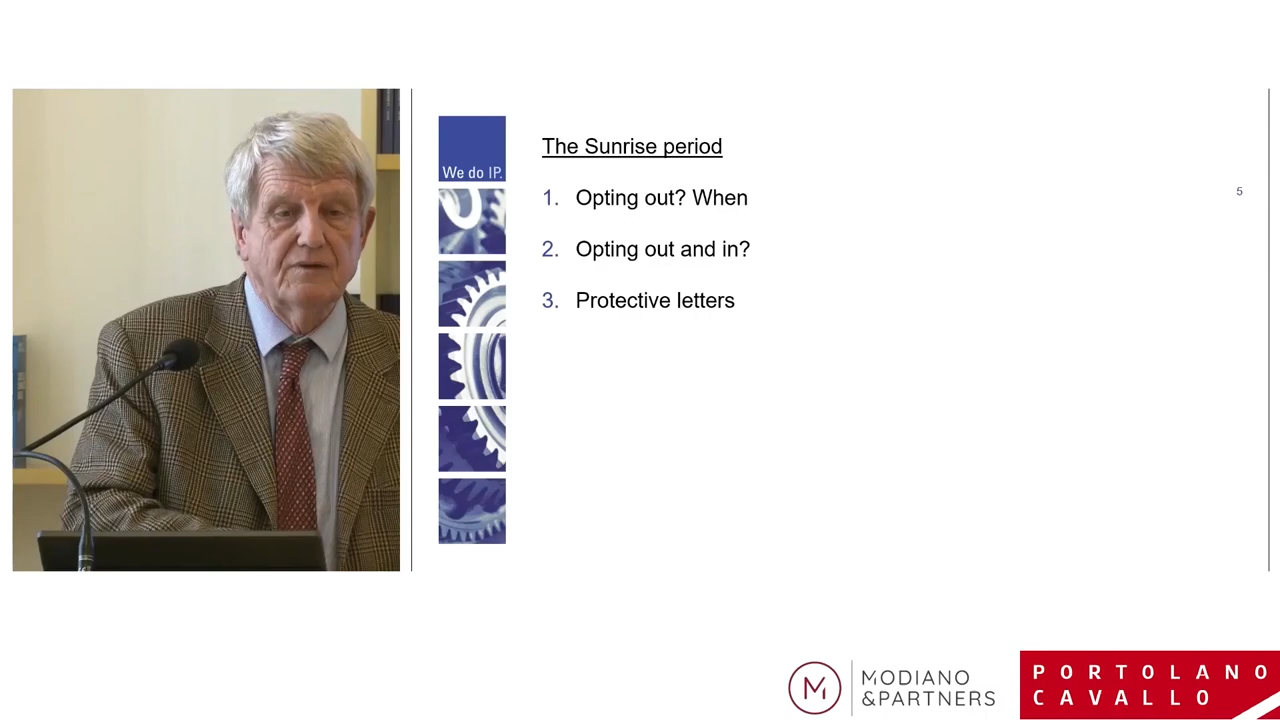 We do IP.
The Sunrise period
1. Opting out? When
2. Opting out and in?
3. Protective letters
5
M
MODIANO
&PARTNERS
PORTOLANO
CAVALLO